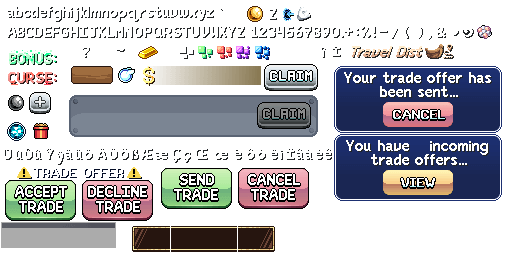 abcdefghijklmnopqrstuvwxyz ` Z
ABCDEFGHIJKLMNOPQRSTUVWXYZ 1234567890.+:%!-/(),&
BONUS: ? ~ Travel Dist
CURSE: $ CLAIM
Your trade offer has been sent...
CANCEL
CLAIM
You have incoming trade offers...
VIEW
TRADE OFFER
ACCEPT TRADE
DECLINE TRADE
SEND TRADE
CANCEL TRADE